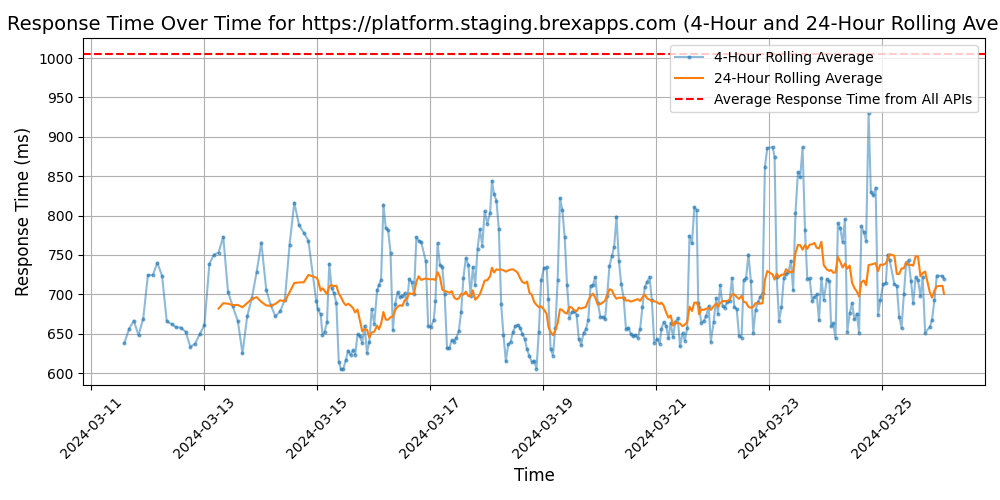 Response Time Over Time for https://platform.staging.brexapps.com (4-Hour and 24-Hour Rolling Ave
4-Hour Rolling Average
24-Hour Rolling Average
Average Response Time from All APIs
Response Time (ms)
1000
950
900
850
800
750
700
650
600
2024-03-11
2024-03-13
2024-03-15
2024-03-17
2024-03-19
2024-03-21
2024-03-23
2024-03-25
Time